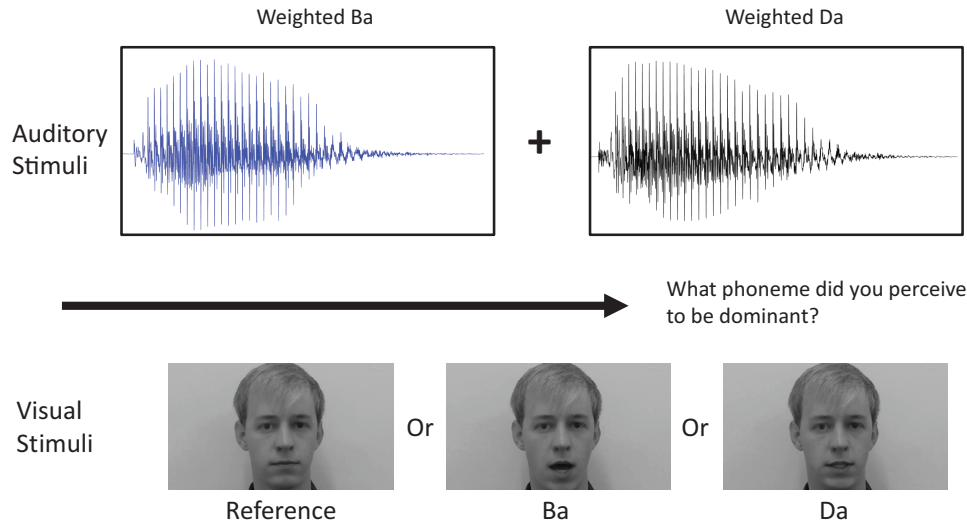 Weighted Ba
Weighted Da
Auditory
Stimuli
+
What phoneme did you perceive
to be dominant?
Visual
Stimuli
Or
Or
Reference
Ba
Da